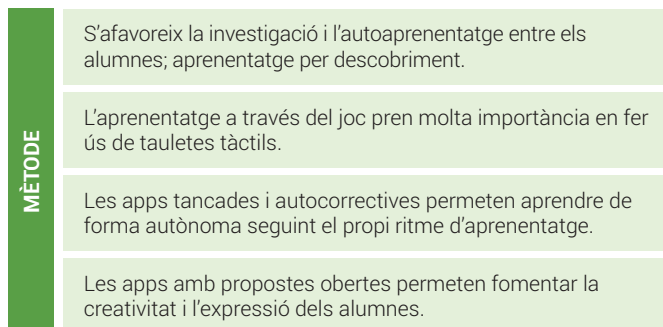 MÈTODE
S’afavoreix la investigació i l’autoaprenentatge entre els
alumnes; aprenentatge per descobriment.
L’aprenentatge a través del joc pren molta importància en fer
ús de tauletes tàctils.
Les apps tancades i autocorrectives permeten aprendre de
forma autònoma seguint el propi ritme d’aprenentatge.
Les apps amb propostes obertes permeten fomentar la
creativitat i l’expressió dels alumnes.